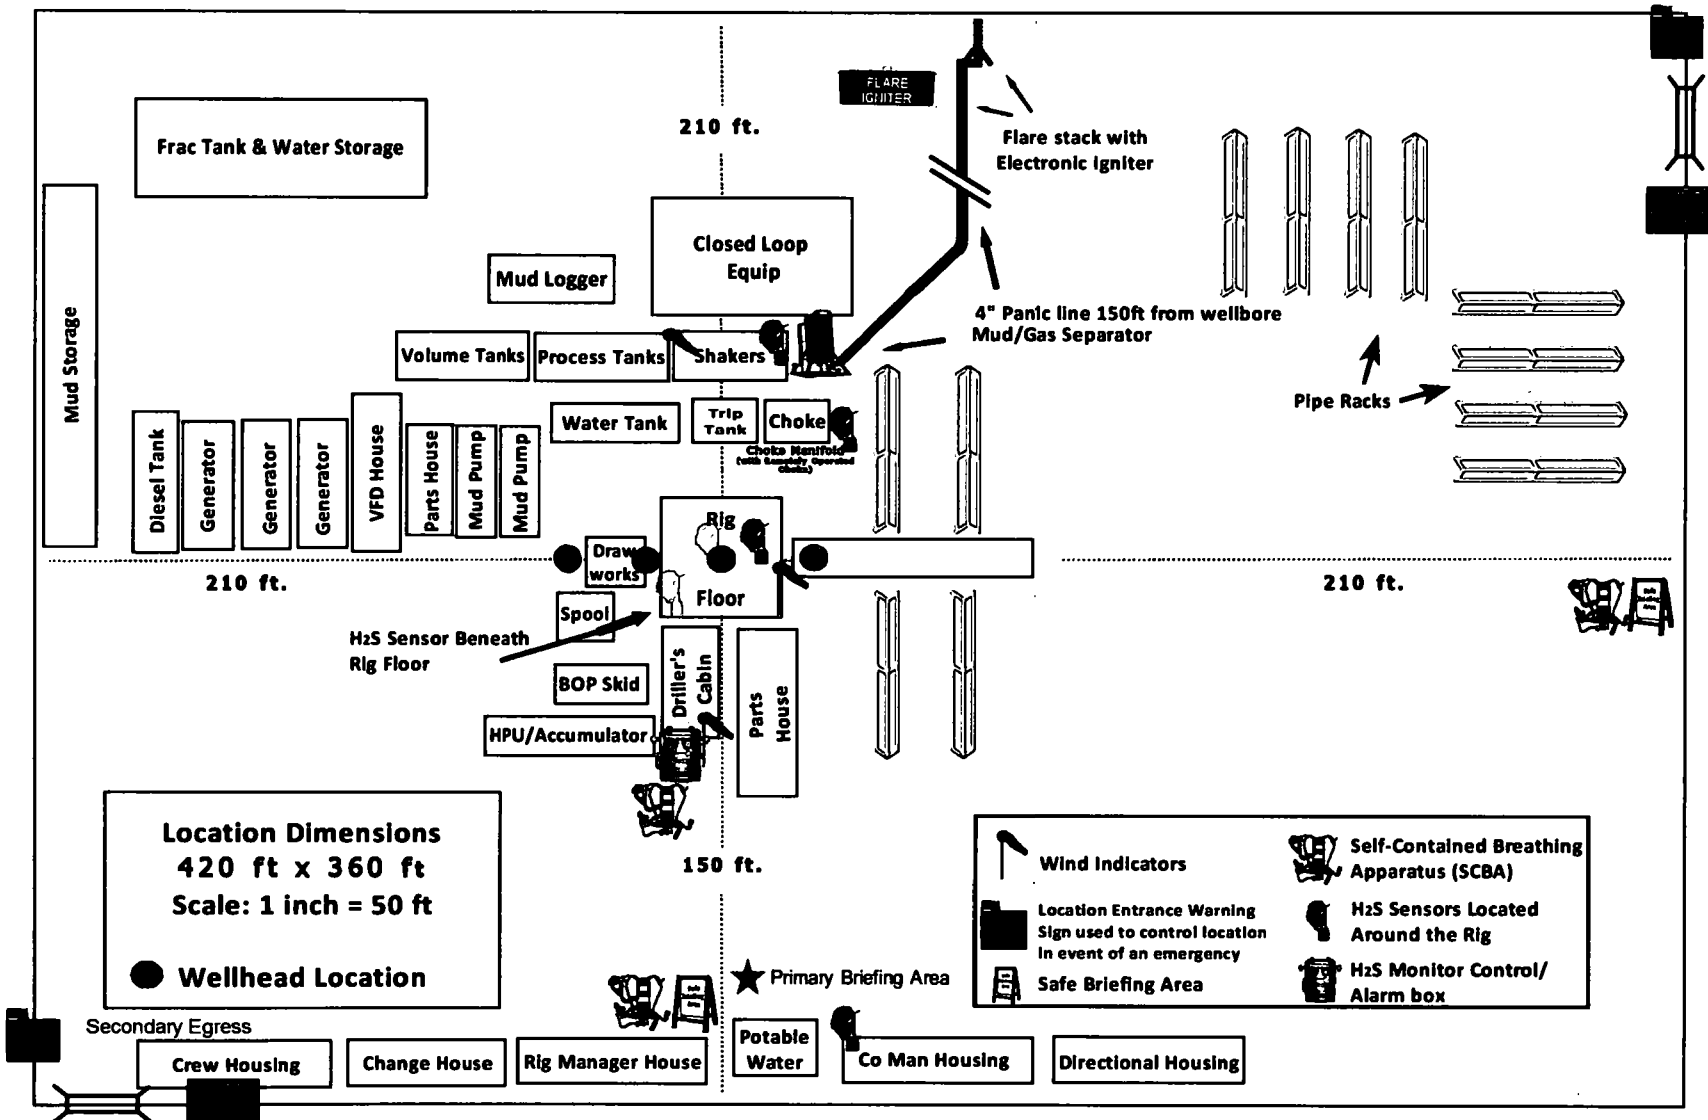 FLARE
IGNITER
210 ft.
Flare stack with
Electronic Igniter
Frac Tank & Water Storage
Closed Loop
Equip
Mud Logger
4" Panic line 150ft from wellbore
Mud/Gas Separator
Mud Storage
Volume Tanks
Process Tanks
Shakers
Pipe Racks
Water Tank
Trip
Tank
Choke
Choke Manifold
(with Remotely Operated
Choke)
Diesel Tank
Generator
Generator
Generator
VFD House
Parts House
Mud Pump
Mud Pump
Rig
Floor
Draw
works
210 ft.
210 ft.
Spool
H2S Sensor Beneath
Rig Floor
Driller's
Cabin
Parts
House
BOP Skid
HPU/Accumulator
Location Dimensions
420 ft x 360 ft
Scale: 1 inch = 50 ft
Wellhead Location
150 ft.
Wind Indicators
Location Entrance Warning
Sign used to control location
in event of an emergency
Safe Briefing Area
Self-Contained Breathing
Apparatus (SCBA)
H2S Sensors Located
Around the Rig
H2S Monitor Control/
Alarm box
Primary Briefing Area
Secondary Egress
Crew Housing
Change House
Rig Manager House
Potable
Water
Co Man Housing
Directional Housing